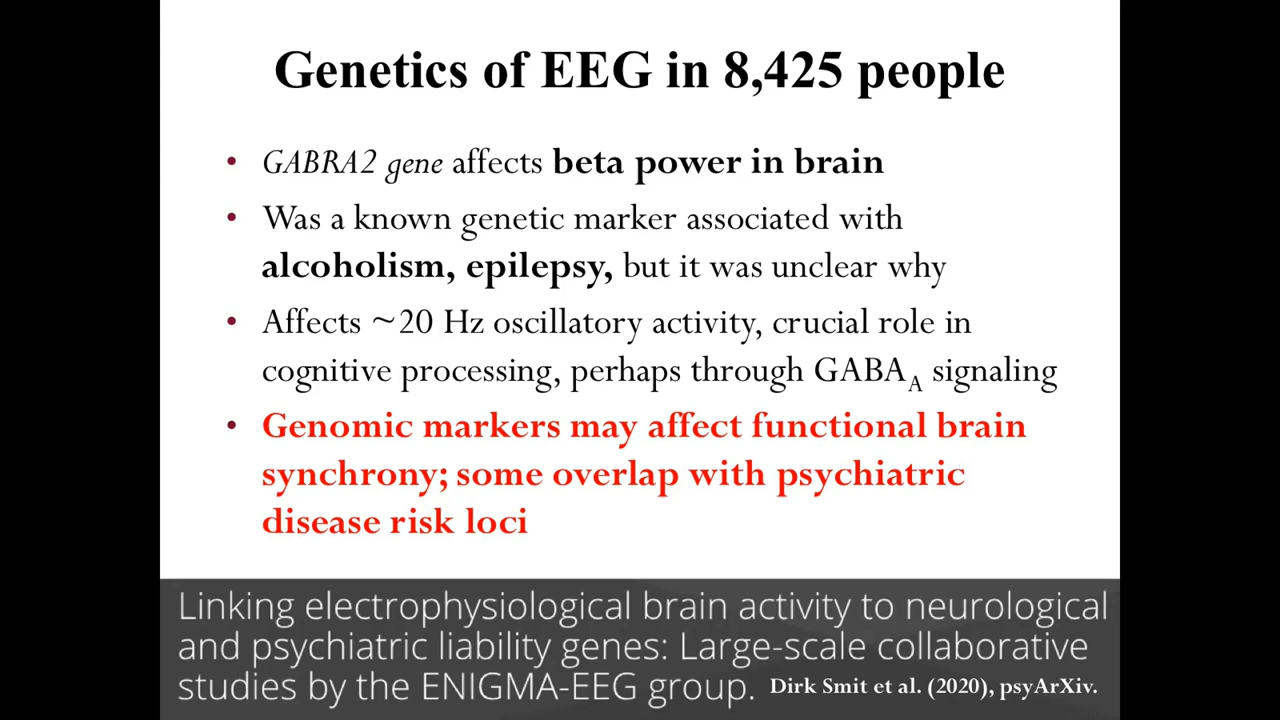 Genetics of EEG in 8,425 people
• GABRA2 gene affects beta power in brain
• Was a known genetic marker associated with
alcoholism, epilepsy, but it was unclear why
• Affects ~20 Hz oscillatory activity, crucial role in
cognitive processing, perhaps through GABAA signaling
• Genomic markers may affect functional brain
synchrony; some overlap with psychiatric
disease risk loci
Linking electrophysiological brain activity to neurological
and psychiatric liability genes: Large-scale collaborative
studies by the ENIGMA-EEG group. Dirk Smit et al. (2020), psyArXiv.